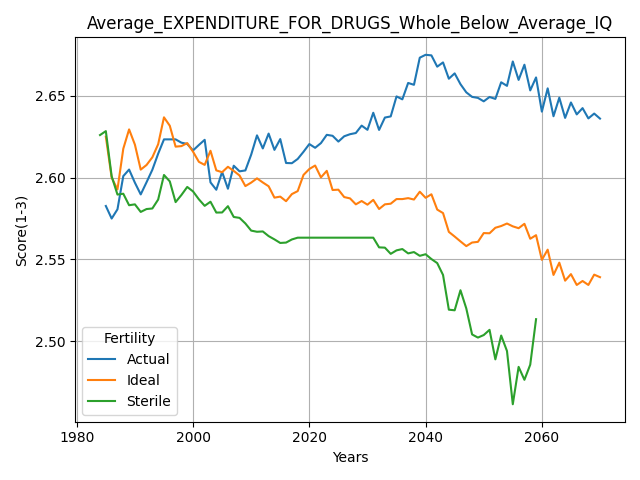 Average_EXPENDITURE_FOR_DRUGS_Whole_Below_Average_IQ
Score(1-3)
2.65
2.60
2.55
2.50
Fertility
Actual
Ideal
Sterile
1980 2000 2020 2040 2060
Years